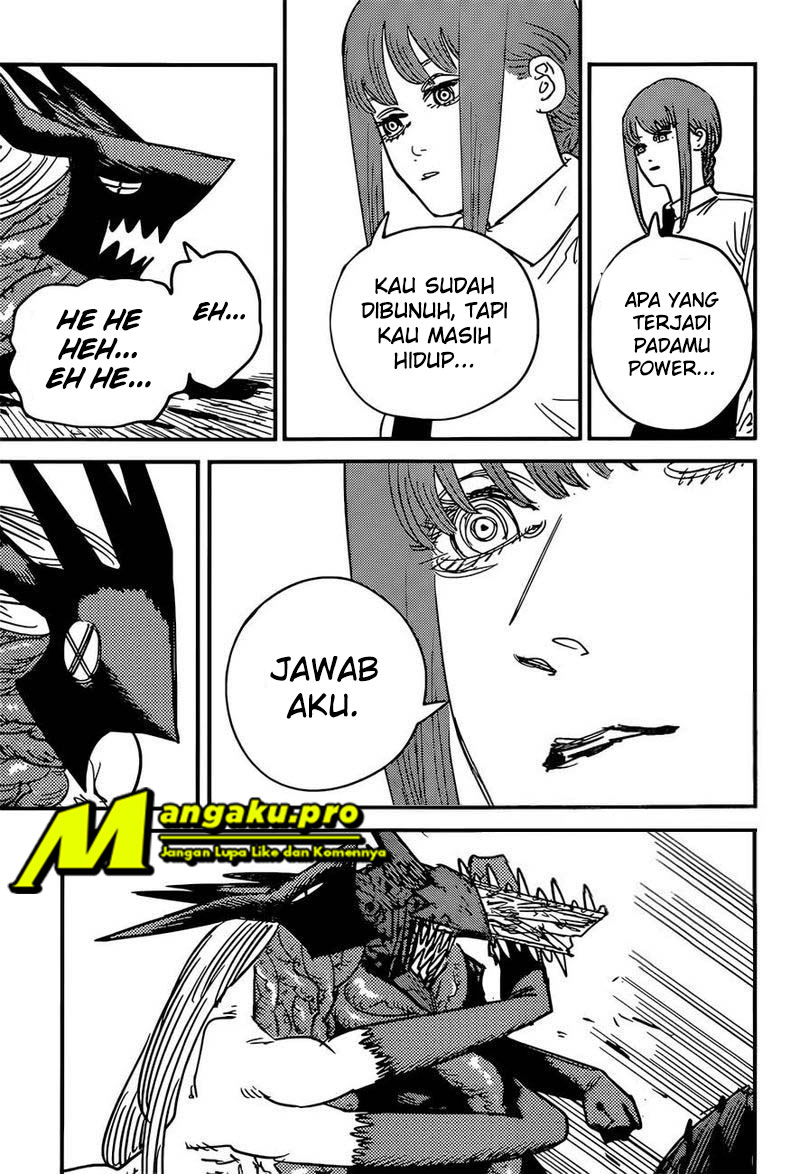 APA YANG
TERJADI
PADAMU
POWER...
KAU SUDAH
DIBUNUH, TAPI
KAU MASIH
HIDUP...
EH...
HE HE
HEH...
EH HE...
JAWAB
AKU.
Mangaku.pro
Jangan Lupa Like dan Komennya